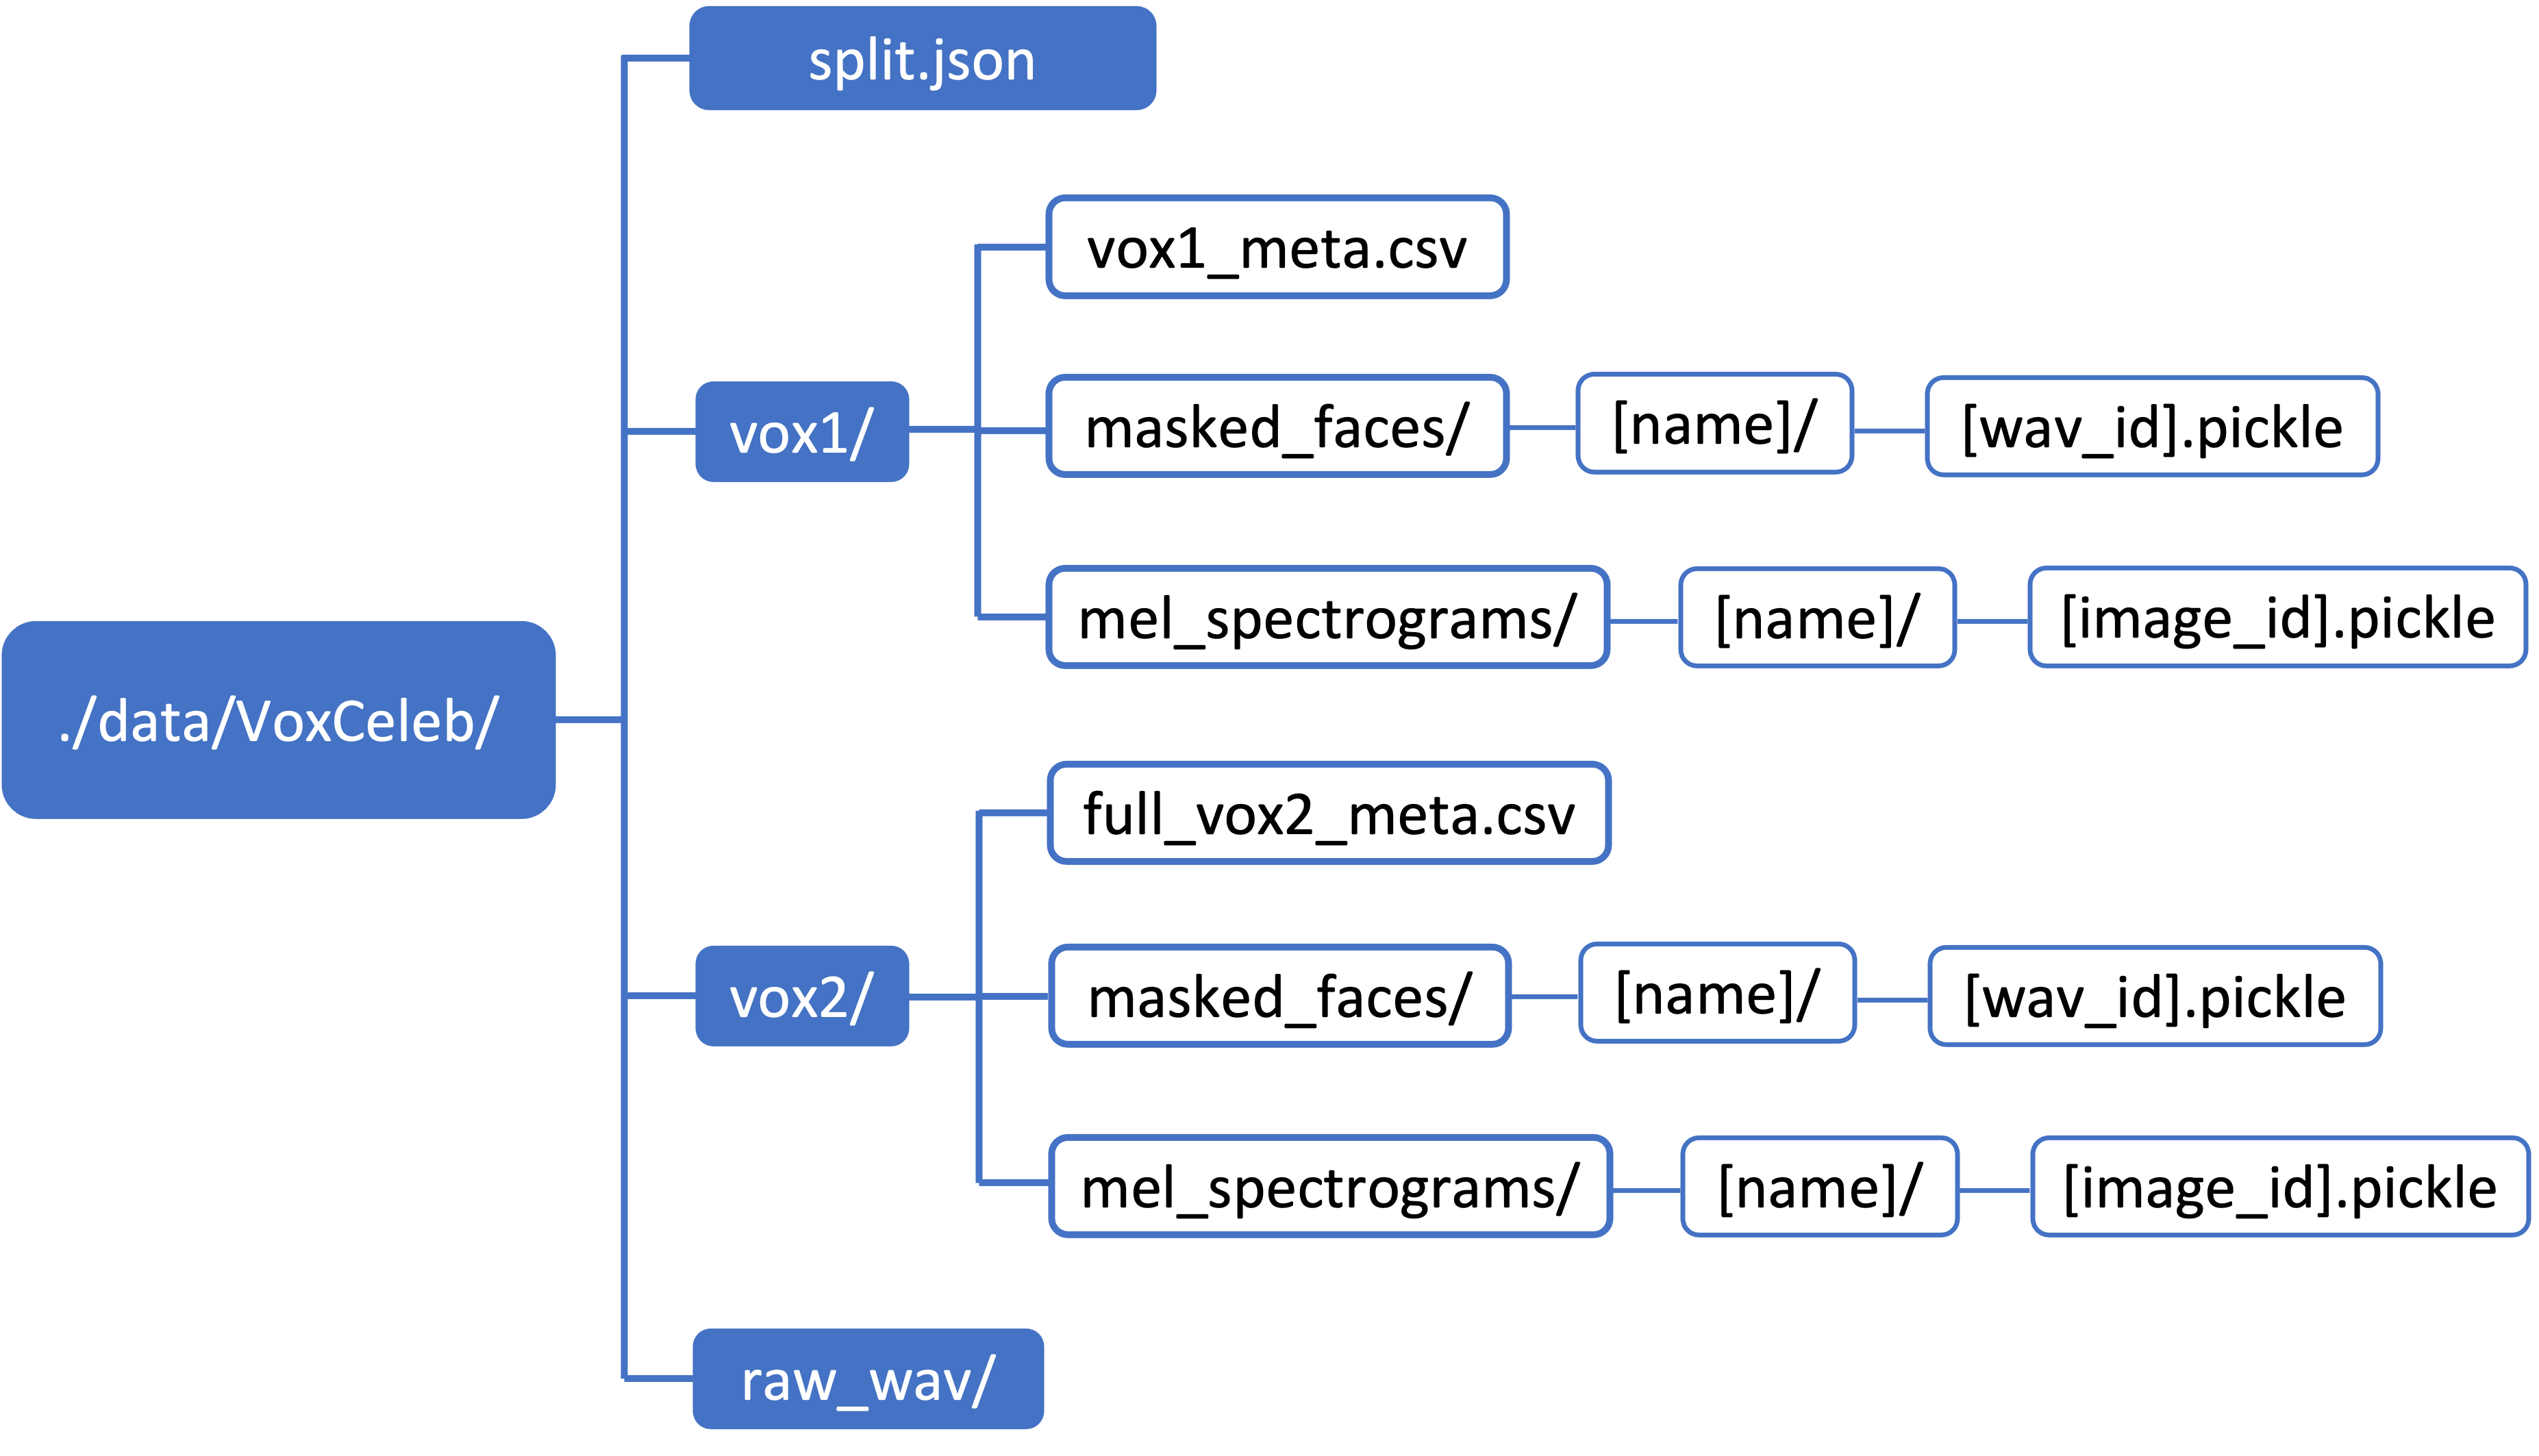 split.json
vox1_meta.csv
vox1/
masked_faces/
[name]/
[wav_id].pickle
mel_spectrograms/
[name]/
[image_id].pickle
./data/VoxCeleb/
full_vox2_meta.csv
vox2/
masked_faces/
[name]/
[wav_id].pickle
mel_spectrograms/
[name]/
[image_id].pickle
raw_wav/